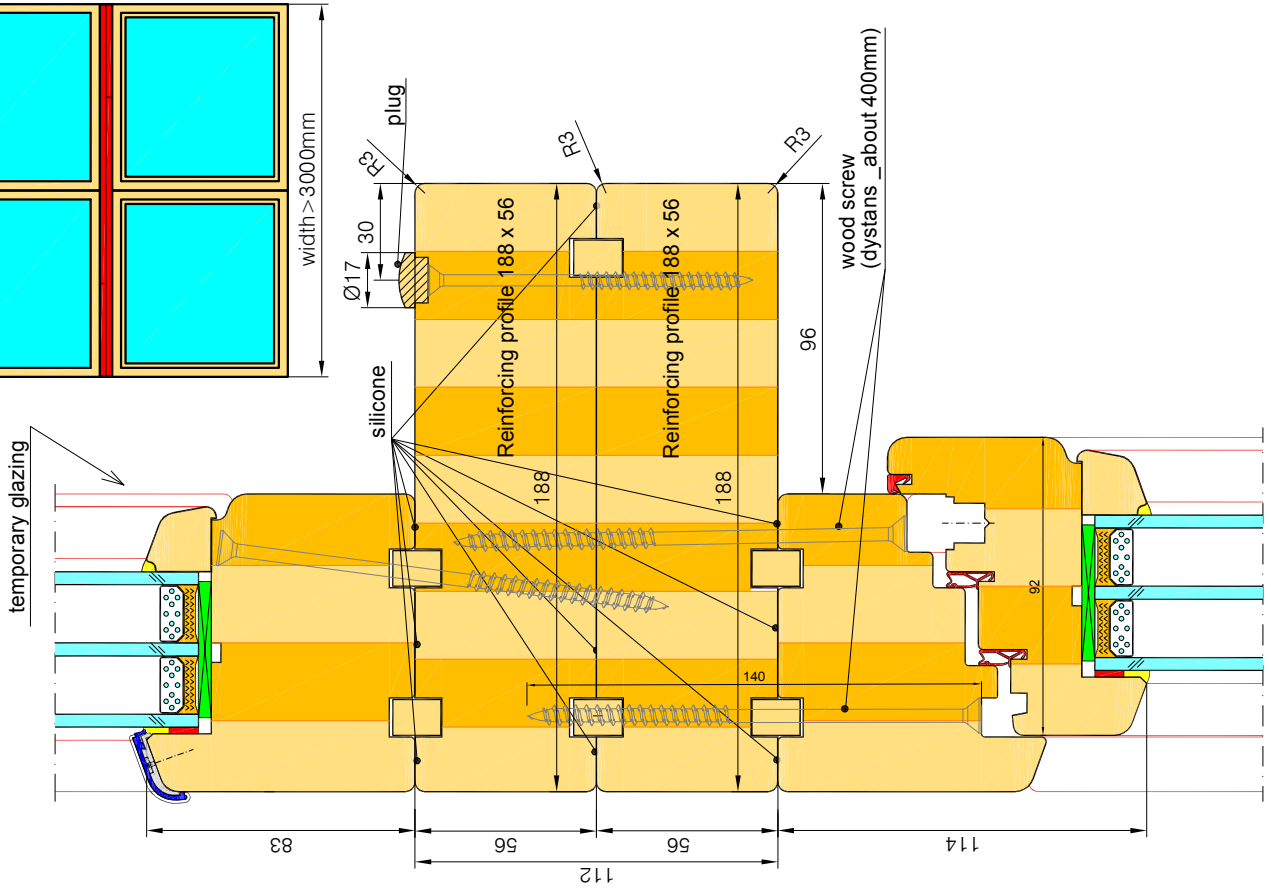 width>3000mm
temporary glazing
plug
R3
R3
R3
30
Ø17
silicone
Reinforcing profile 188 x 56
188
Reinforcing profile 188 x 56
188
96
wood screw
(dystans _about 400mm)
140
92
83
56
56
112
114